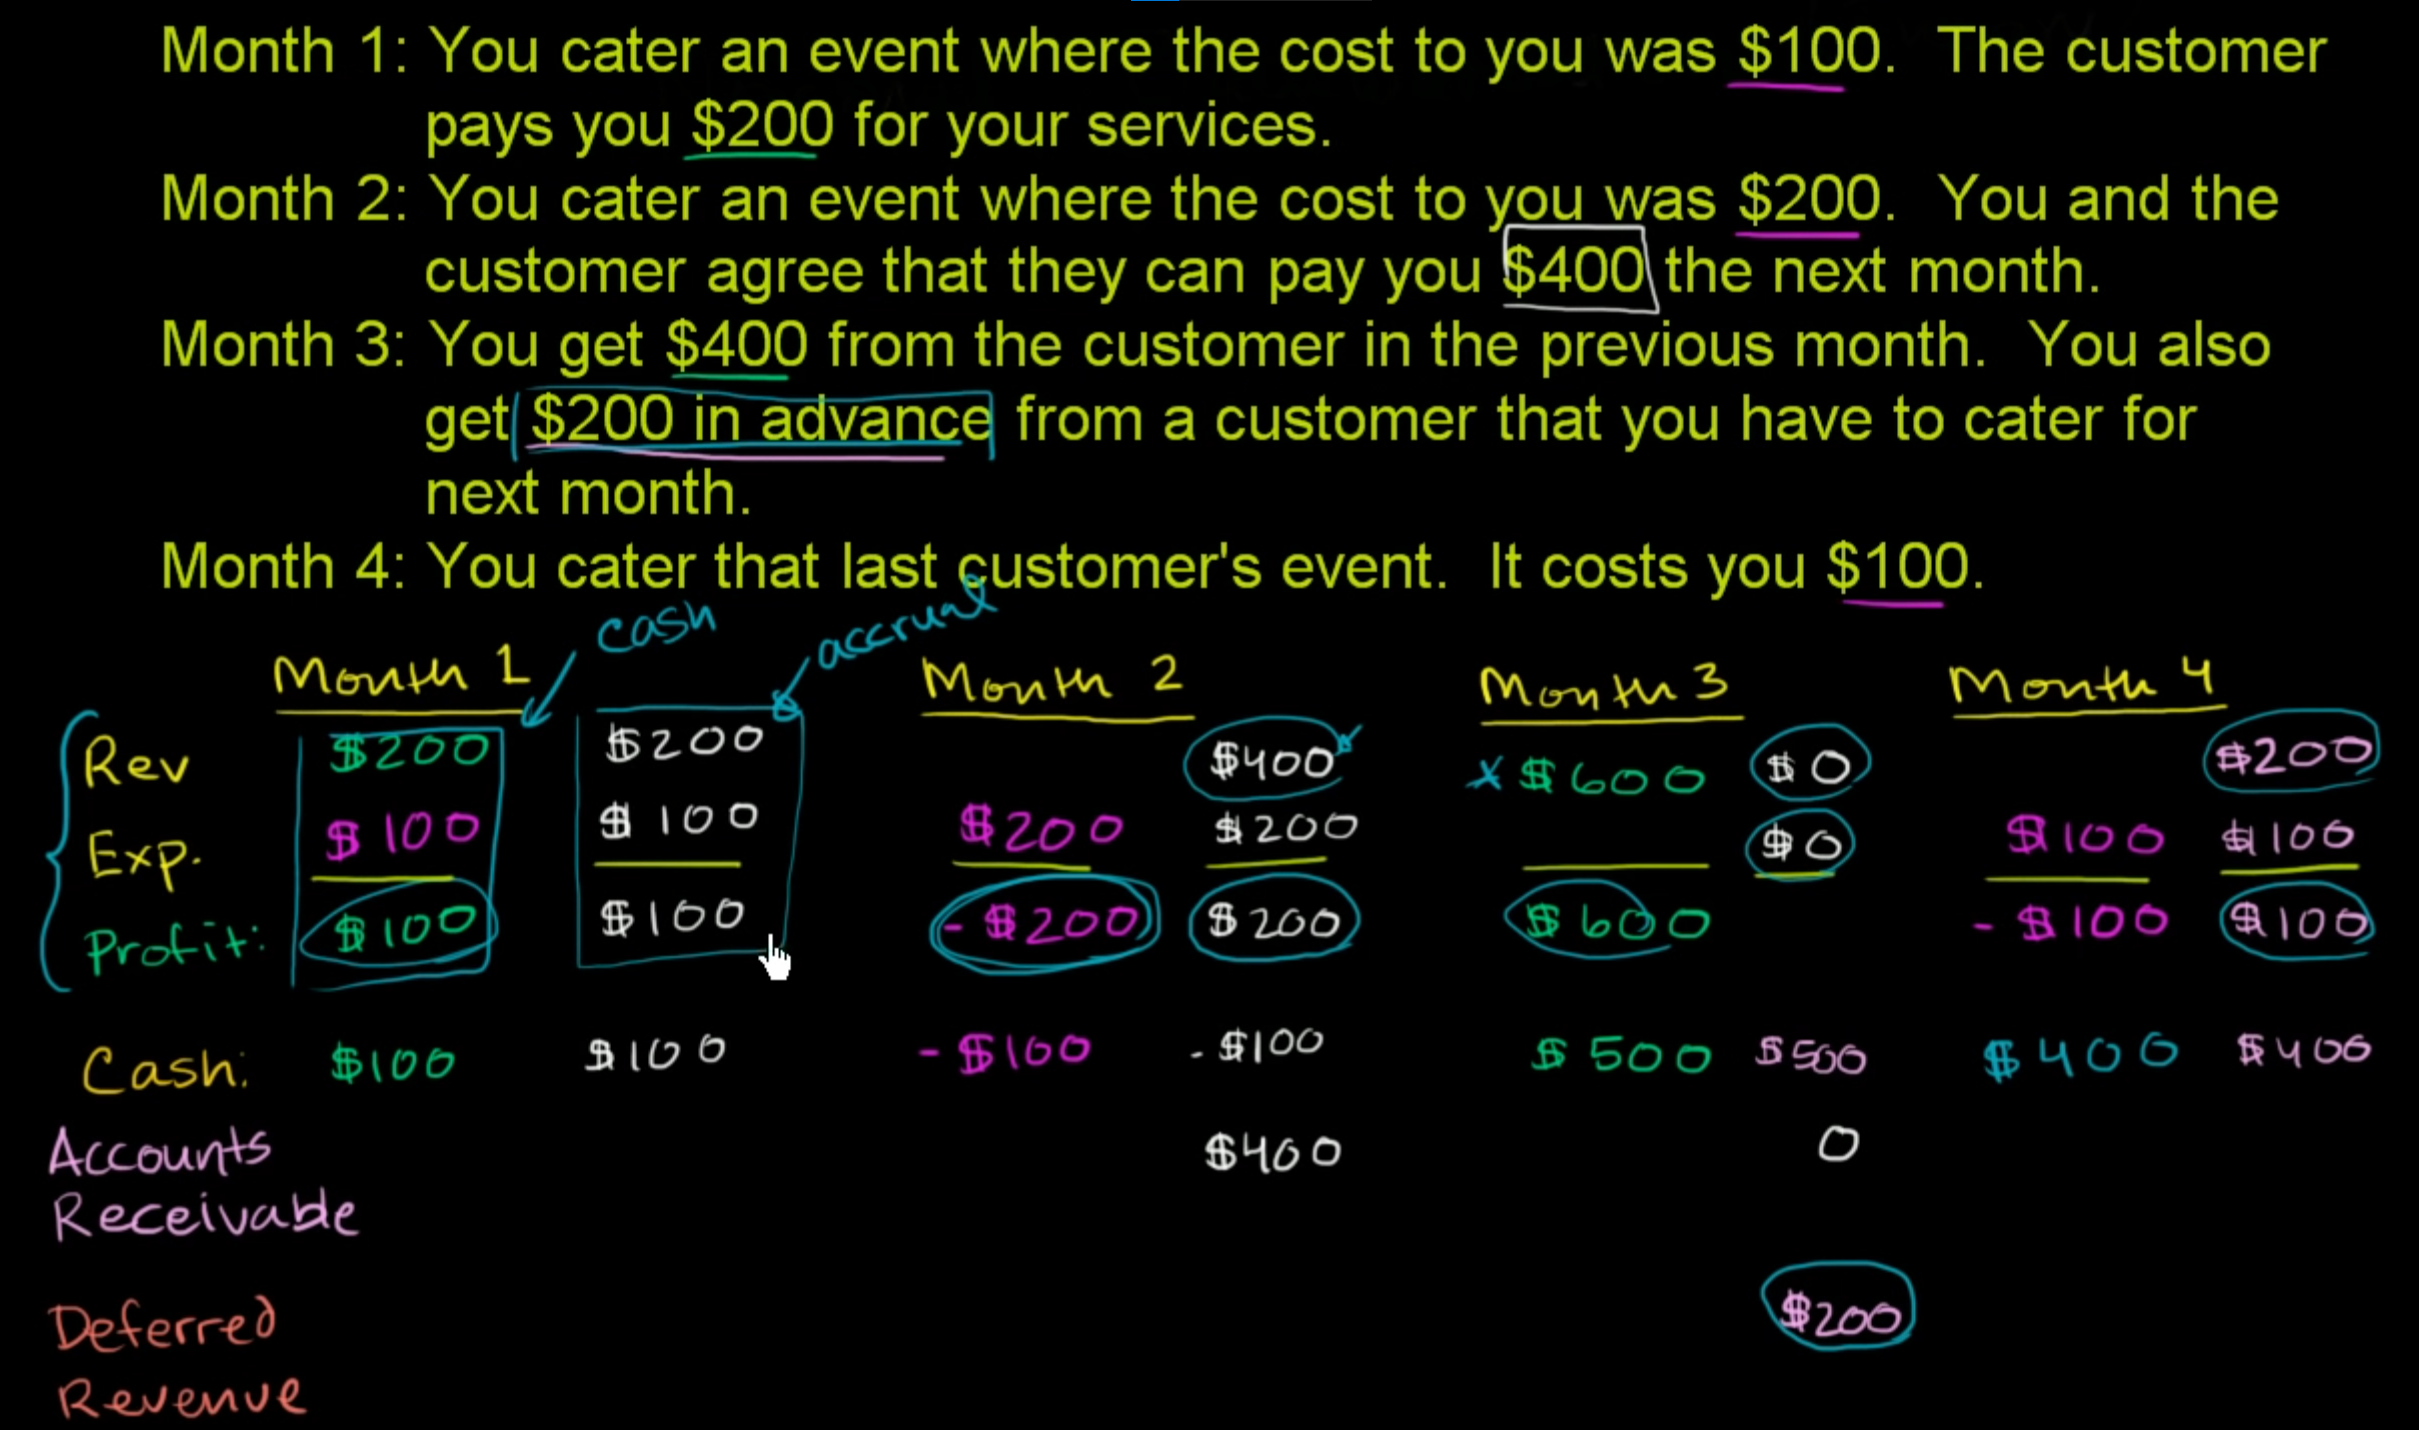 Month 1: You cater an event where the cost to you was $100. The customer
pays you $200 for your services.
Month 2: You cater an event where the cost to you was $200. You and the
customer agree that they can pay you $400 the next month.
Month 3: You get $400 from the customer in the previous month. You also
get $200 in advance from a customer that you have to cater for
next month.
Month 4: You cater that last customer's event. It costs you $100.
cash accrual
Month 1 Month 2 Month 3 Month 4
Rev $200 $200 $400 x $600 $0 $200
Exp. $100 $100 $200 $200 $0 $100 $100
Profit: $100 $100 - $200 $200 $600 - $100 $100
Cash: $100 $100 - $100 - $100 $500 $500 $400 $400
Accounts $400 0
Receivable
Deferred $200
Revenue